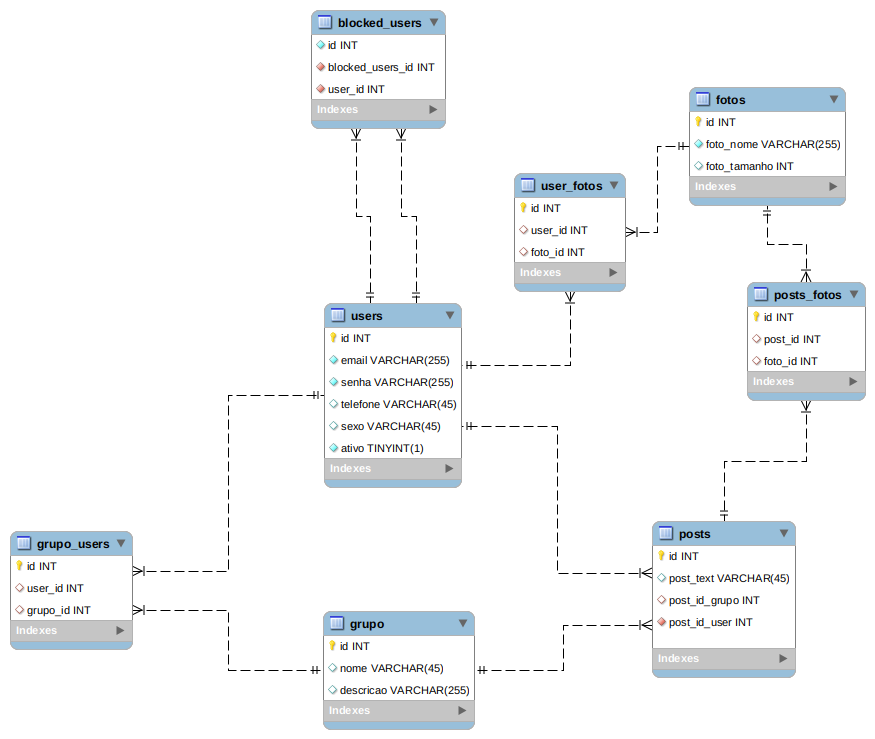 blocked_users
id INT
blocked_users_id INT
user_id INT
Indexes
fotos
id INT
foto_nome VARCHAR(255)
foto_tamanho INT
Indexes
user_fotos
id INT
user_id INT
foto_id INT
Indexes
posts_fotos
id INT
post_id INT
foto_id INT
Indexes
users
id INT
email VARCHAR(255)
senha VARCHAR(255)
telefone VARCHAR(45)
sexo VARCHAR(45)
ativo TINYINT(1)
Indexes
grupo_users
id INT
user_id INT
grupo_id INT
Indexes
grupo
id INT
nome VARCHAR(45)
descricao VARCHAR(255)
Indexes
posts
id INT
post_text VARCHAR(45)
post_id_grupo INT
post_id_user INT
Indexes